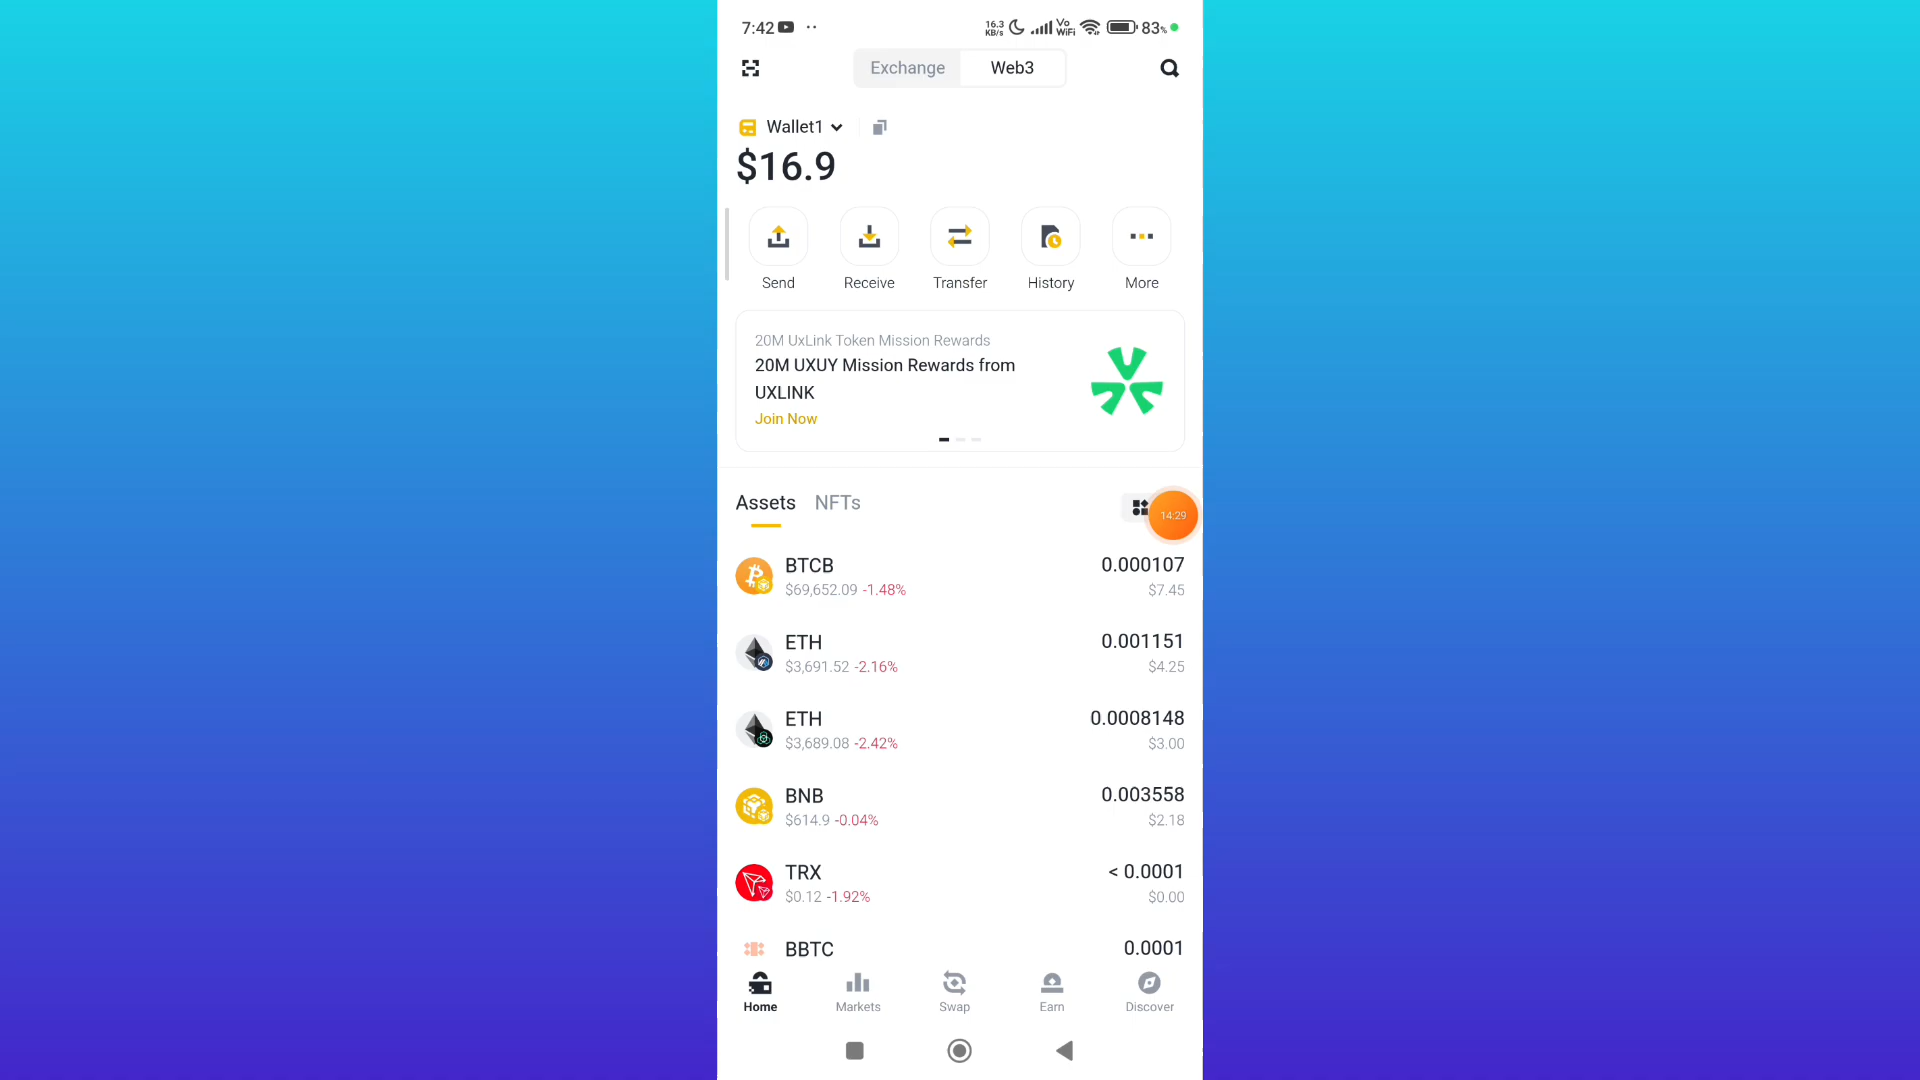 7:42
16.3 KB/s Vo WiFi 83%
Exchange Web3
Wallet1
$16.9
Send Receive Transfer History More
20M UxLink Token Mission Rewards
20M UXUY Mission Rewards from
UXLINK
Join Now
Assets NFTs
14:29
BTCB 0.000107
$69,652.09 -1.48% $7.45
ETH 0.001151
$3,691.52 -2.16% $4.25
ETH 0.0008148
$3,689.08 -2.42% $3.00
BNB 0.003558
$614.9 -0.04% $2.18
TRX < 0.0001
$0.12 -1.92% $0.00
BBTC 0.0001
Home Markets Swap Earn Discover